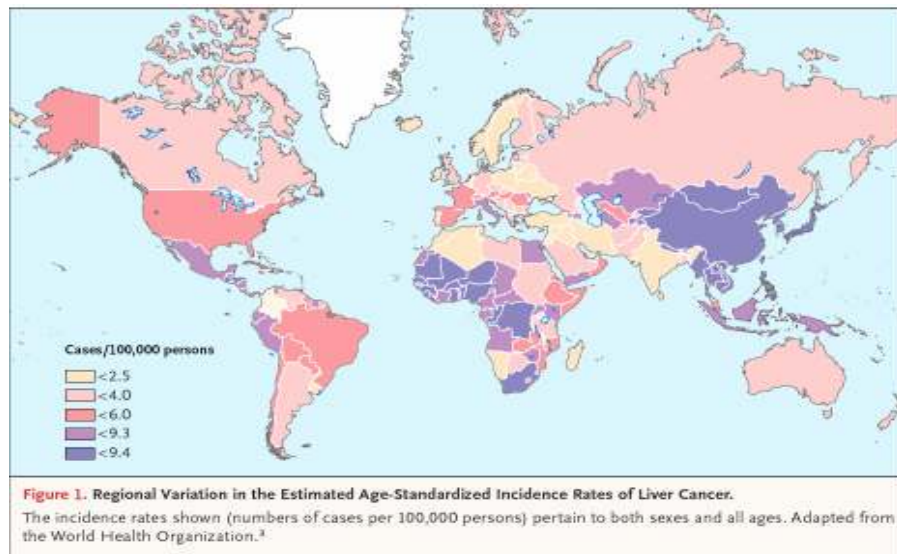 Cases/100,000 persons
<2.5
<4.0
<6.0
<9.3
<9.4
Figure 1. Regional Variation in the Estimated Age-Standardized Incidence Rates of Liver Cancer.
The incidence rates shown (numbers of cases per 100,000 persons) pertain to both sexes and all ages. Adapted from
the World Health Organization.³